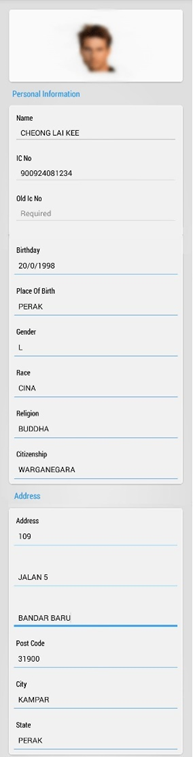 Personal Information
Name
CHEONG LAI KEE
IC No
900924081234
Old Ic No
Required
Birthday
20/0/1998
Place Of Birth
PERAK
Gender
L
Race
CINA
Religion
BUDDHA
Citizenship
WARGANEGARA
Address
Address
109
JALAN 5
BANDAR BARU
Post Code
31900
City
KAMPAR
State
PERAK